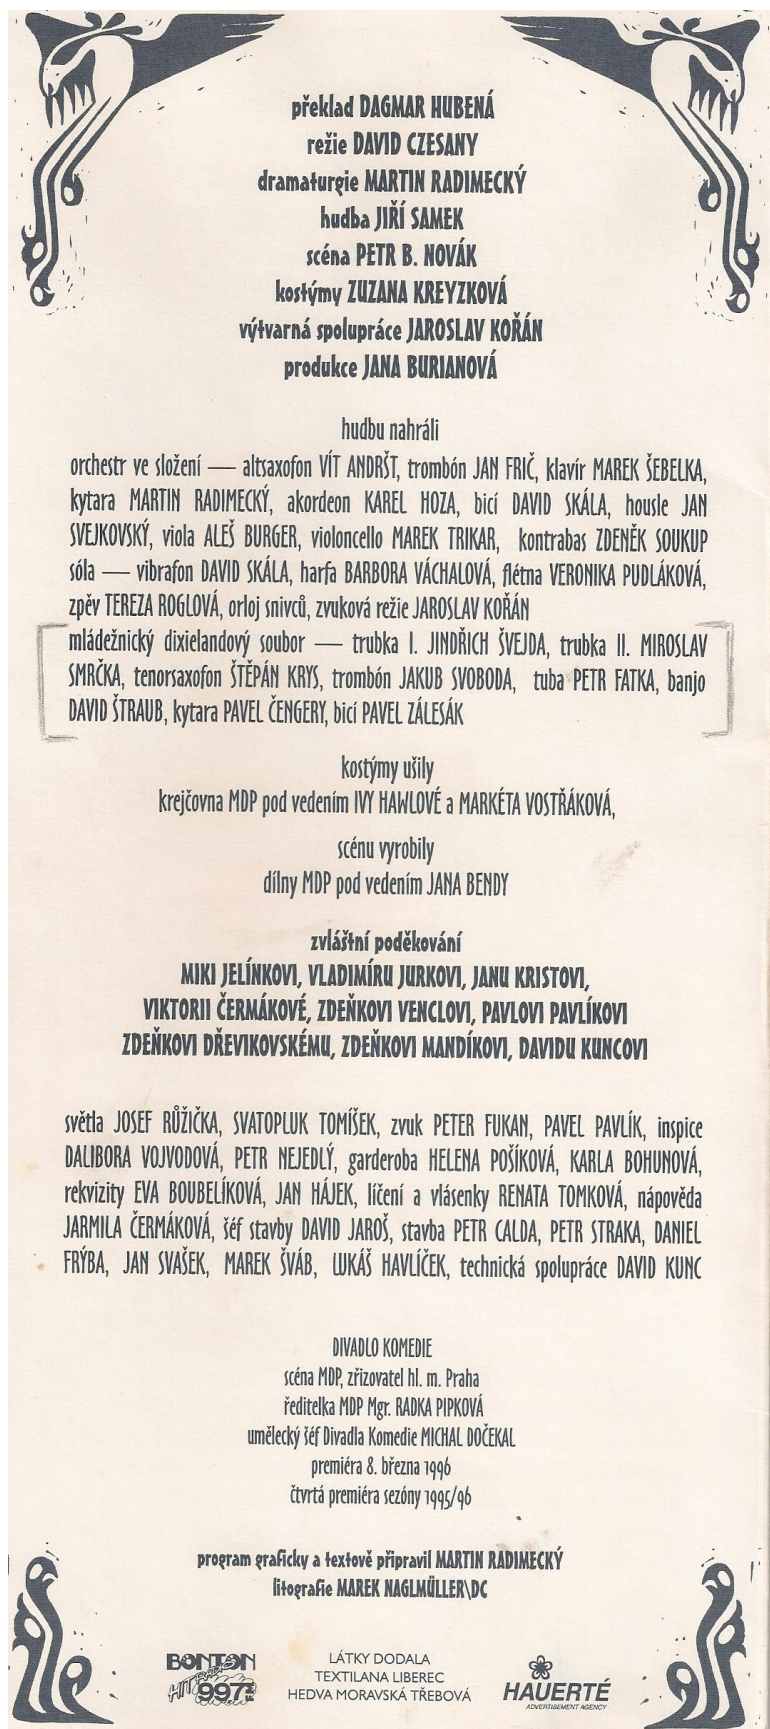 překlad DAGMAR HUBENÁ
režie DAVID CZESANY
dramaturgie MARTIN RADIMECKÝ
hudba JIŘÍ SAMEK
scéna PETR B. NOVÁK
kostýmy ZUZANA KREYZKOVÁ
výtvarná spolupráce JAROSLAV KOŘÁN
produkce JANA BURIANOVÁ
hudbu nahráli
orchestr ve složení — altsaxofon VÍT ANDRŠT, trombón JAN FRIČ, klavír MAREK ŠEBELKA,
kytara MARTIN RADIMECKÝ, akordeon KAREL HOZA, bicí DAVID SKÁLA, housle JAN
SVEJKOVSKÝ, viola ALEŠ BURGER, violoncello MAREK TRIKAR, kontrabas ZDENĚK SOUKUP
sóla — vibrafon DAVID SKÁLA, harfa BARBORA VÁCHALOVÁ, flétna VERONIKA PUDLÁKOVÁ,
zpěv TEREZA ROGLOVÁ, orloj snivců, zvuková režie JAROSLAV KOŘÁN
mládežnický dixielandový soubor — trubka I. JINDŘICH ŠVEJDA, trubka II. MIROSLAV
SMRČKA, tenorsaxofon ŠTĚPÁN KRYS, trombón JAKUB SVOBODA, tuba PETR FATKA, banjo
DAVID ŠTRAUB, kytara PAVEL ČENGERY, bicí PAVEL ZÁLESÁK
kostýmy ušily
krejčovna MDP pod vedením IVY HAWLOVÉ a MARKÉTA VOSTŘÁKOVÁ,
scénu vyrobily
dílny MDP pod vedením JANA BENDY
zvláštní poděkování
MIKI JELÍNKOVI, VLADIMÍRU JURKOVI, JANU KRISTOVI,
VIKTORII ČERMÁKOVÉ, ZDEŇKOVI VENCLOVI, PAVLOVI PAVLÍKOVI
ZDEŇKOVI DŘEVIKOVSKÉMU, ZDEŇKOVI MANDÍKOVI, DAVIDU KUNCOVI
světla JOSEF RŮŽIČKA, SVATOPLUK TOMÍŠEK, zvuk PETER FUKAN, PAVEL PAVLÍK, inspice
DALIBORA VOJVODOVÁ, PETR NEJEDLÝ, garderoba HELENA POŠÍKOVÁ, KARLA BOHUNOVÁ,
rekvizity EVA BOUBELÍKOVÁ, JAN HÁJEK, líčení a vlásenky RENATA TOMKOVÁ, nápověda
JARMILA ČERMÁKOVÁ, šéf stavby DAVID JAROŠ, stavba PETR CALDA, PETR STRAKA, DANIEL
FRÝBA, JAN SVAŠEK, MAREK ŠVÁB, LUKÁŠ HAVLÍČEK, technická spolupráce DAVID KUNC
DIVADLO KOMEDIE
scéna MDP, zřizovatel hl. m. Praha
ředitelka MDP Mgr. RADKA PIPKOVÁ
umělecký šéf Divadla Komedie MICHAL DOČEKAL
premiéra 8. března 1996
čtvrtá premiéra sezóny 1995/96
program graficky a textově připravil MARTIN RADIMECKÝ
litografie MAREK NAGLMÜLLER\DC
BONTON
HIT RADIO 99.7 FM
LÁTKY DODALA
TEXTILANA LIBEREC
HEDVA MORAVSKÁ TŘEBOVÁ
HAUERTÉ
ADVERTISEMENT AGENCY